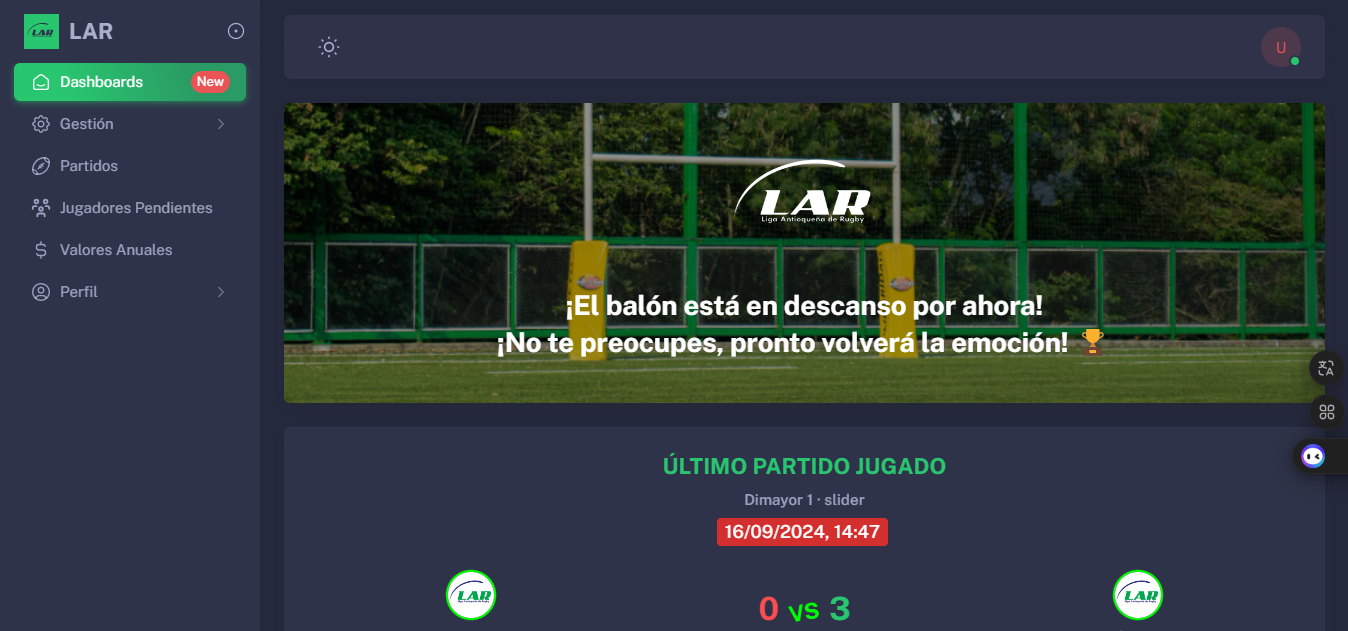 LAR
LAR
Dashboards
New
Gestión
Partidos
Jugadores Pendientes
Valores Anuales
Perfil
U
LAR
Liga Antioqueña de Rugby
¡El balón está en descanso por ahora!
¡No te preocupes, pronto volverá la emoción! 🏆
ÚLTIMO PARTIDO JUGADO
Dimayor 1 · slider
16/09/2024, 14:47
LAR
0 vs 3
LAR